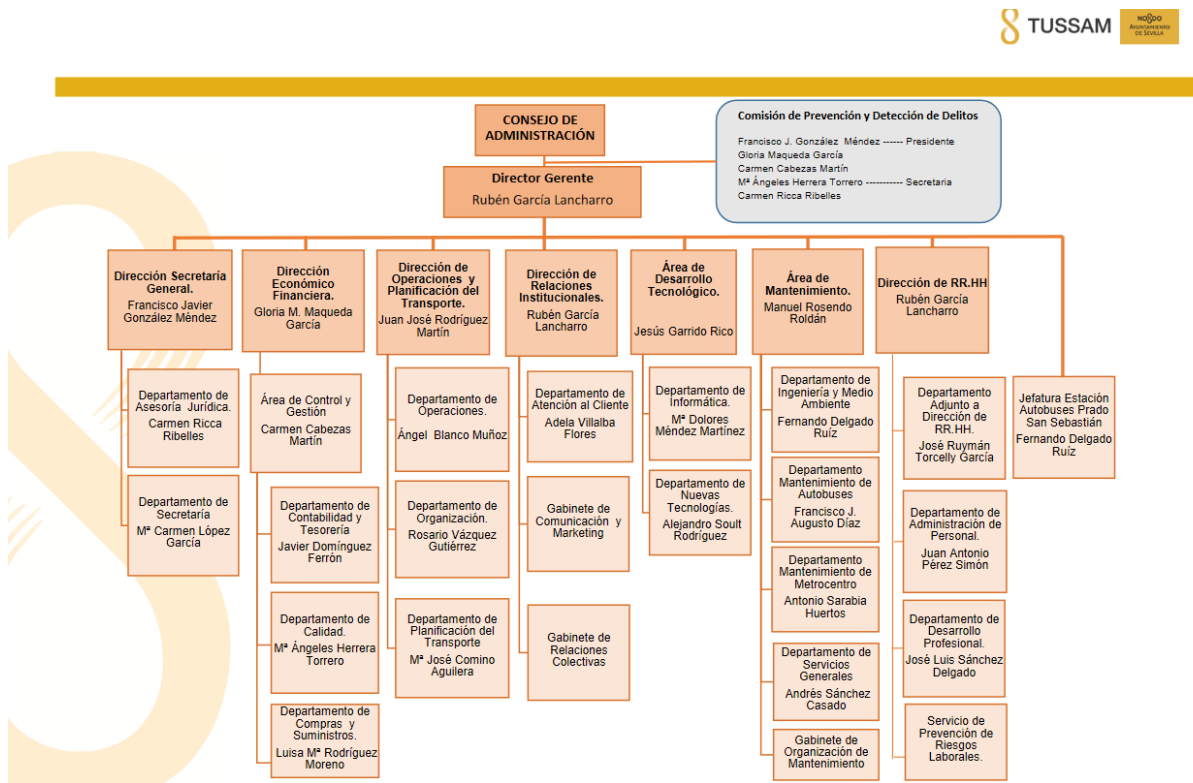 TUSSAM
NO8DO
AYUNTAMIENTO
DE SEVILLA
CONSEJO DE
ADMINISTRACIÓN
Comisión de Prevención y Detección de Delitos
Francisco J. González Méndez ------ Presidente
Gloria Maqueda García
Carmen Cabezas Martín
Mª Ángeles Herrera Torrero ---------- Secretaria
Carmen Ricca Ribelles
Director Gerente
Rubén García Lancharro
Dirección Secretaría
General.
Francisco Javier
González Méndez
Departamento de
Asesoría Jurídica.
Carmen Ricca
Ribelles
Departamento de
Secretaría
Mª Carmen López
García
Dirección
Económico
Financiera.
Gloria M. Maqueda
García
Área de Control y
Gestión
Carmen Cabezas
Martín
Departamento de
Contabilidad y
Tesorería
Javier Domínguez
Ferrón
Departamento de
Calidad.
Mª Ángeles Herrera
Torrero
Departamento de
Compras y
Suministros.
Luisa Mª Rodríguez
Moreno
Dirección de
Operaciones y
Planificación del
Transporte.
Juan José Rodríguez
Martín
Departamento de
Operaciones.
Ángel Blanco Muñoz
Departamento de
Organización.
Rosario Vázquez
Gutiérrez
Departamento de
Planificación del
Transporte
Mª José Comino
Aguilera
Dirección de
Relaciones
Institucionales.
Rubén García
Lancharro
Departamento de
Atención al Cliente
Adela Villalba
Flores
Gabinete de
Comunicación y
Marketing
Gabinete de
Relaciones
Colectivas
Área de
Desarrollo
Tecnológico.
Jesús Garrido Rico
Departamento de
Informática.
Mª Dolores
Méndez Martínez
Departamento de
Nuevas
Tecnologías.
Alejandro Soult
Rodríguez
Área de
Mantenimiento.
Manuel Rosendo
Roldán
Departamento de
Ingeniería y Medio
Ambiente
Fernando Delgado
Ruíz
Departamento
Mantenimiento de
Autobuses
Francisco J.
Augusto Díaz
Departamento
Mantenimiento de
Metrocentro
Antonio Sarabia
Huertos
Departamento de
Servicios
Generales
Andrés Sánchez
Casado
Gabinete de
Organización de
Mantenimiento
Dirección de RR.HH
Rubén García
Lancharro
Departamento
Adjunto a
Dirección de
RR.HH.
José Ruymán
Torcelly García
Departamento de
Administración de
Personal.
Juan Antonio
Pérez Simón
Departamento de
Desarrollo
Profesional.
José Luis Sánchez
Delgado
Servicio de
Prevención de
Riesgos
Laborales.
Jefatura Estación
Autobuses Prado
San Sebastián
Fernando Delgado
Ruíz